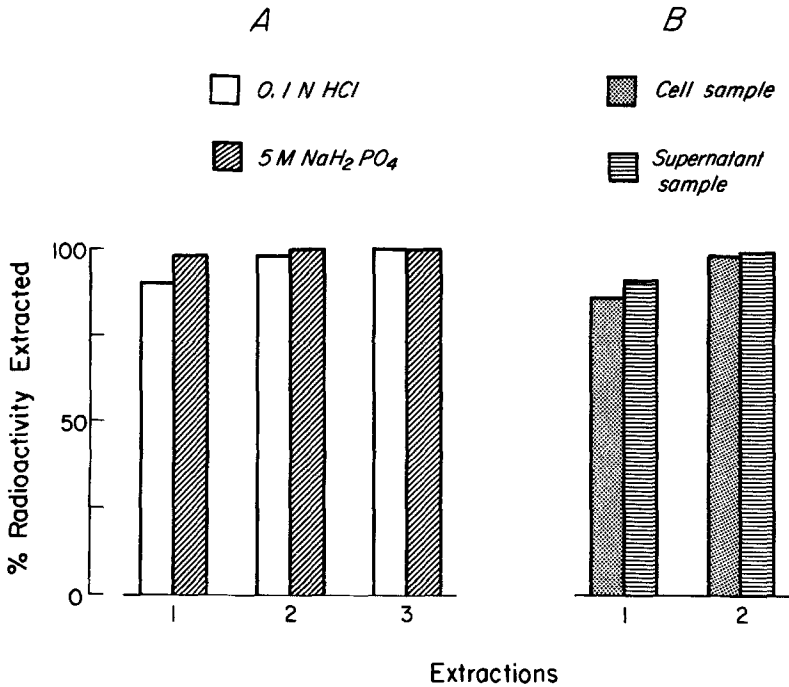 A
0.1 N HCl
5 M NaH₂PO₄
B
Cell sample
Supernatant
sample
% Radioactivity Extracted
100
50
0
1
2
3
1
2
Extractions